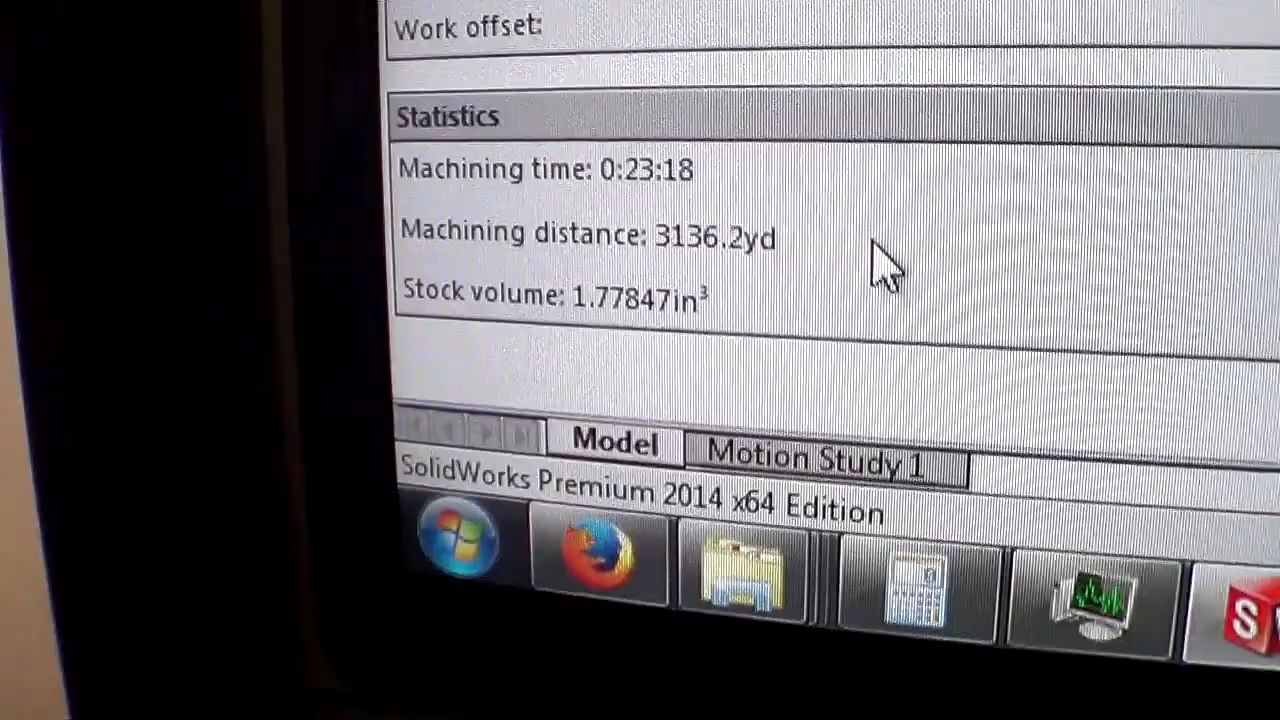 Work offset:
Statistics
Machining time: 0:23:18
Machining distance: 3136.2yd
Stock volume: 1.77847in³
Model
Motion Study 1
SolidWorks Premium 2014 x64 Edition
0
S